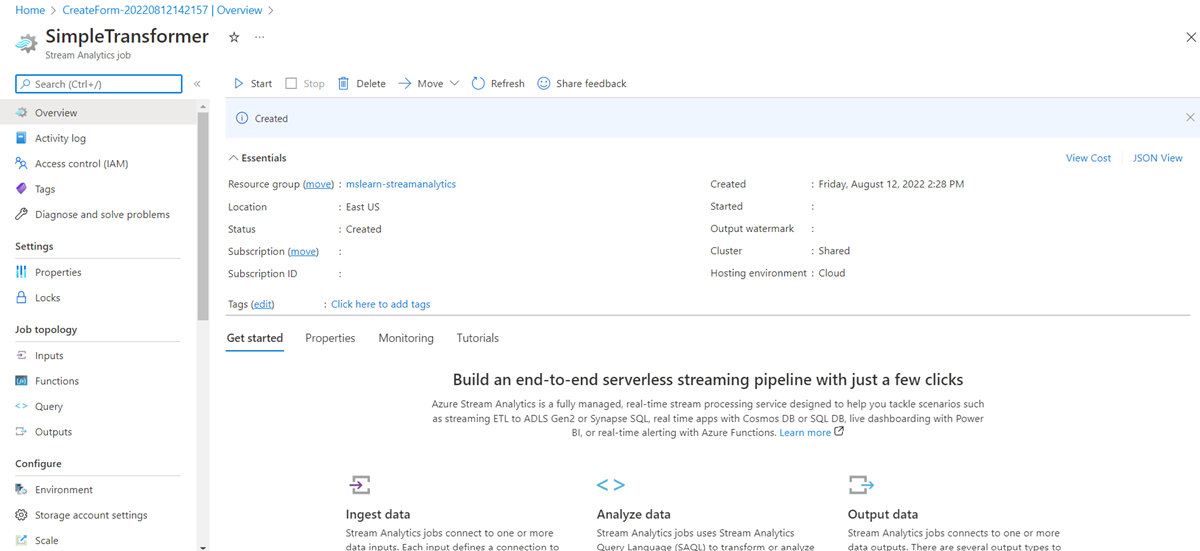 Home > CreateForm-20220812142157 | Overview >
SimpleTransformer
Stream Analytics job
Search (Ctrl+/)
«
Overview
Activity log
Access control (IAM)
Tags
Diagnose and solve problems
Settings
Properties
Locks
Job topology
Inputs
Functions
Query
Outputs
Configure
Environment
Storage account settings
Scale
Start Stop Delete Move Refresh Share feedback
Created
Essentials
View Cost JSON View
Resource group (move) : mslearn-streamanalytics
Location : East US
Status : Created
Subscription (move) :
Subscription ID :
Created : Friday, August 12, 2022 2:28 PM
Started :
Output watermark :
Cluster : Shared
Hosting environment : Cloud
Tags (edit) : Click here to add tags
Get started Properties Monitoring Tutorials
Build an end-to-end serverless streaming pipeline with just a few clicks
Azure Stream Analytics is a fully managed, real-time stream processing service designed to help you tackle scenarios such
as streaming ETL to ADLS Gen2 or Synapse SQL, real time apps with Cosmos DB or SQL DB, live dashboarding with Power
BI, or real-time alerting with Azure Functions. Learn more
Ingest data
Stream Analytics jobs connect to one or more
data inputs. Each input defines a connection to
Analyze data
Stream Analytics jobs uses Stream Analytics
Query Language (SAQL) to transform or analyze
Output data
Stream Analytics jobs connects to one or more
data outputs. There are several output types to